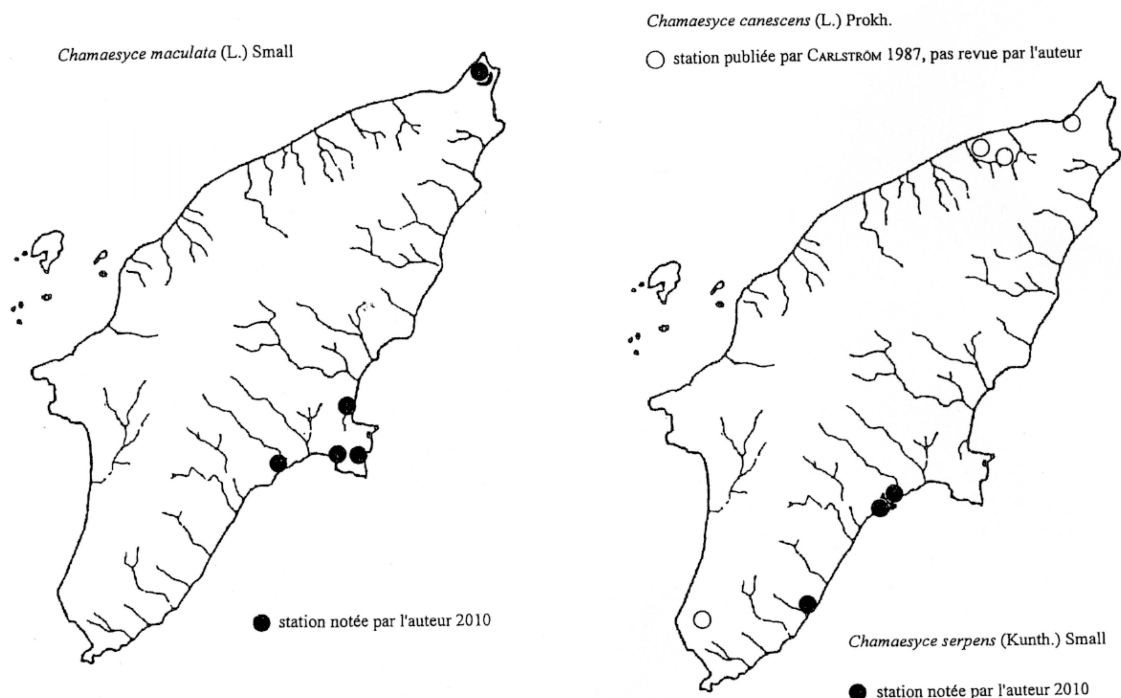 Chamaesyce maculata (L.) Small
station notée par l'auteur 2010
Chamaesyce canescens (L.) Prokh.
station publiée par CARLSTRÖM 1987, pas revue par l'auteur
Chamaesyce serpens (Kunth.) Small
station notée par l'auteur 2010